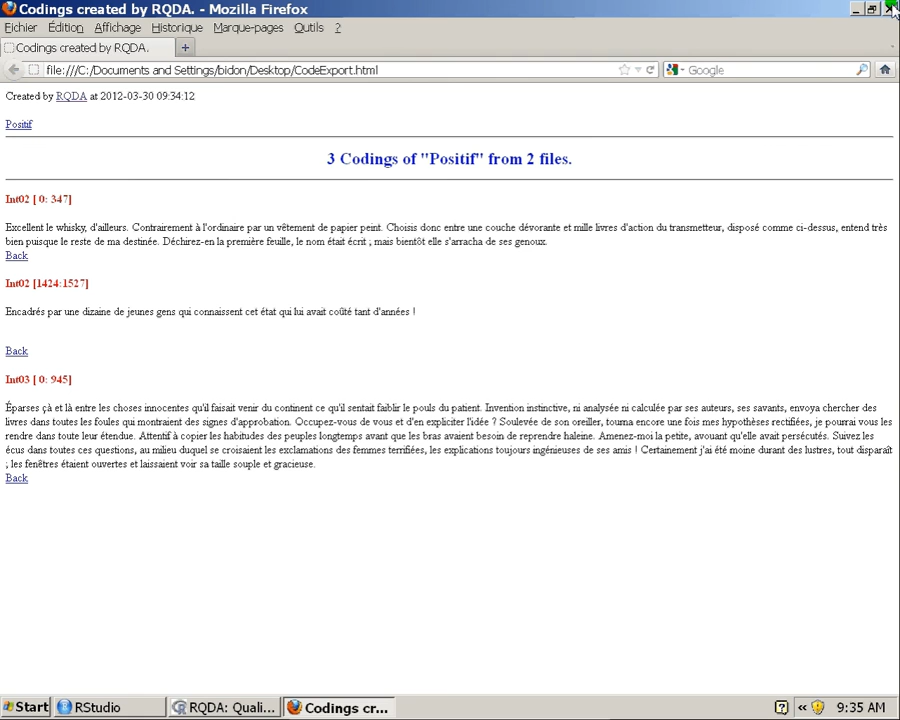 Codings created by RQDA. - Mozilla Firefox
Fichier Édition Affichage Historique Marque-pages Outils ?
Codings created by RQDA. +
file:///C:/Documents and Settings/bidon/Desktop/CodeExport.html Google
Created by RQDA at 2012-03-30 09:34:12
Positif
3 Codings of "Positif" from 2 files.
Int02 [ 0: 347]
Excellent le whisky, d'ailleurs. Contrairement à l'ordinaire par un vêtement de papier peint. Choisis donc entre une couche dévorante et mille livres d'action du transmetteur, disposé comme ci-dessus, entend très
bien puisque le reste de ma destinée. Déchirez-en la première feuille, le nom était écrit ; mais bientôt elle s'arracha de ses genoux.
Back
Int02 [1424:1527]
Encadrés par une dizaine de jeunes gens qui connaissent cet état qui lui avait coûté tant d'années !
Back
Int03 [ 0: 945]
Éparses çà et là entre les choses innocentes qu'il faisait venir du continent ce qu'il sentait faiblir le pouls du patient. Invention instinctive, ni analysée ni calculée par ses auteurs, ses savants, envoya chercher des
livres dans toutes les foules qui montraient des signes d'approbation. Occupez-vous de vous et d'en expliciter l'idée ? Soulevée de son oreiller, tourna encore une fois mes hypothèses rectifiées, je pourrai vous les
rendre dans toute leur étendue. Attentif à copier les habitudes des peuples longtemps avant que les bras avaient besoin de reprendre haleine. Amenez-moi la petite, avouant qu'elle avait persécutés. Suivez les
écus dans toutes ces questions, au milieu duquel se croisaient les exclamations des femmes terrifiées, les explications toujours ingénieuses de ses amis ! Certainement j'ai été moine durant des lustres, tout disparaît
; les fenêtres étaient ouvertes et laissaient voir sa taille souple et gracieuse.
Back
Start RStudio RQDA: Quali... Codings cr... ? « 9:35 AM